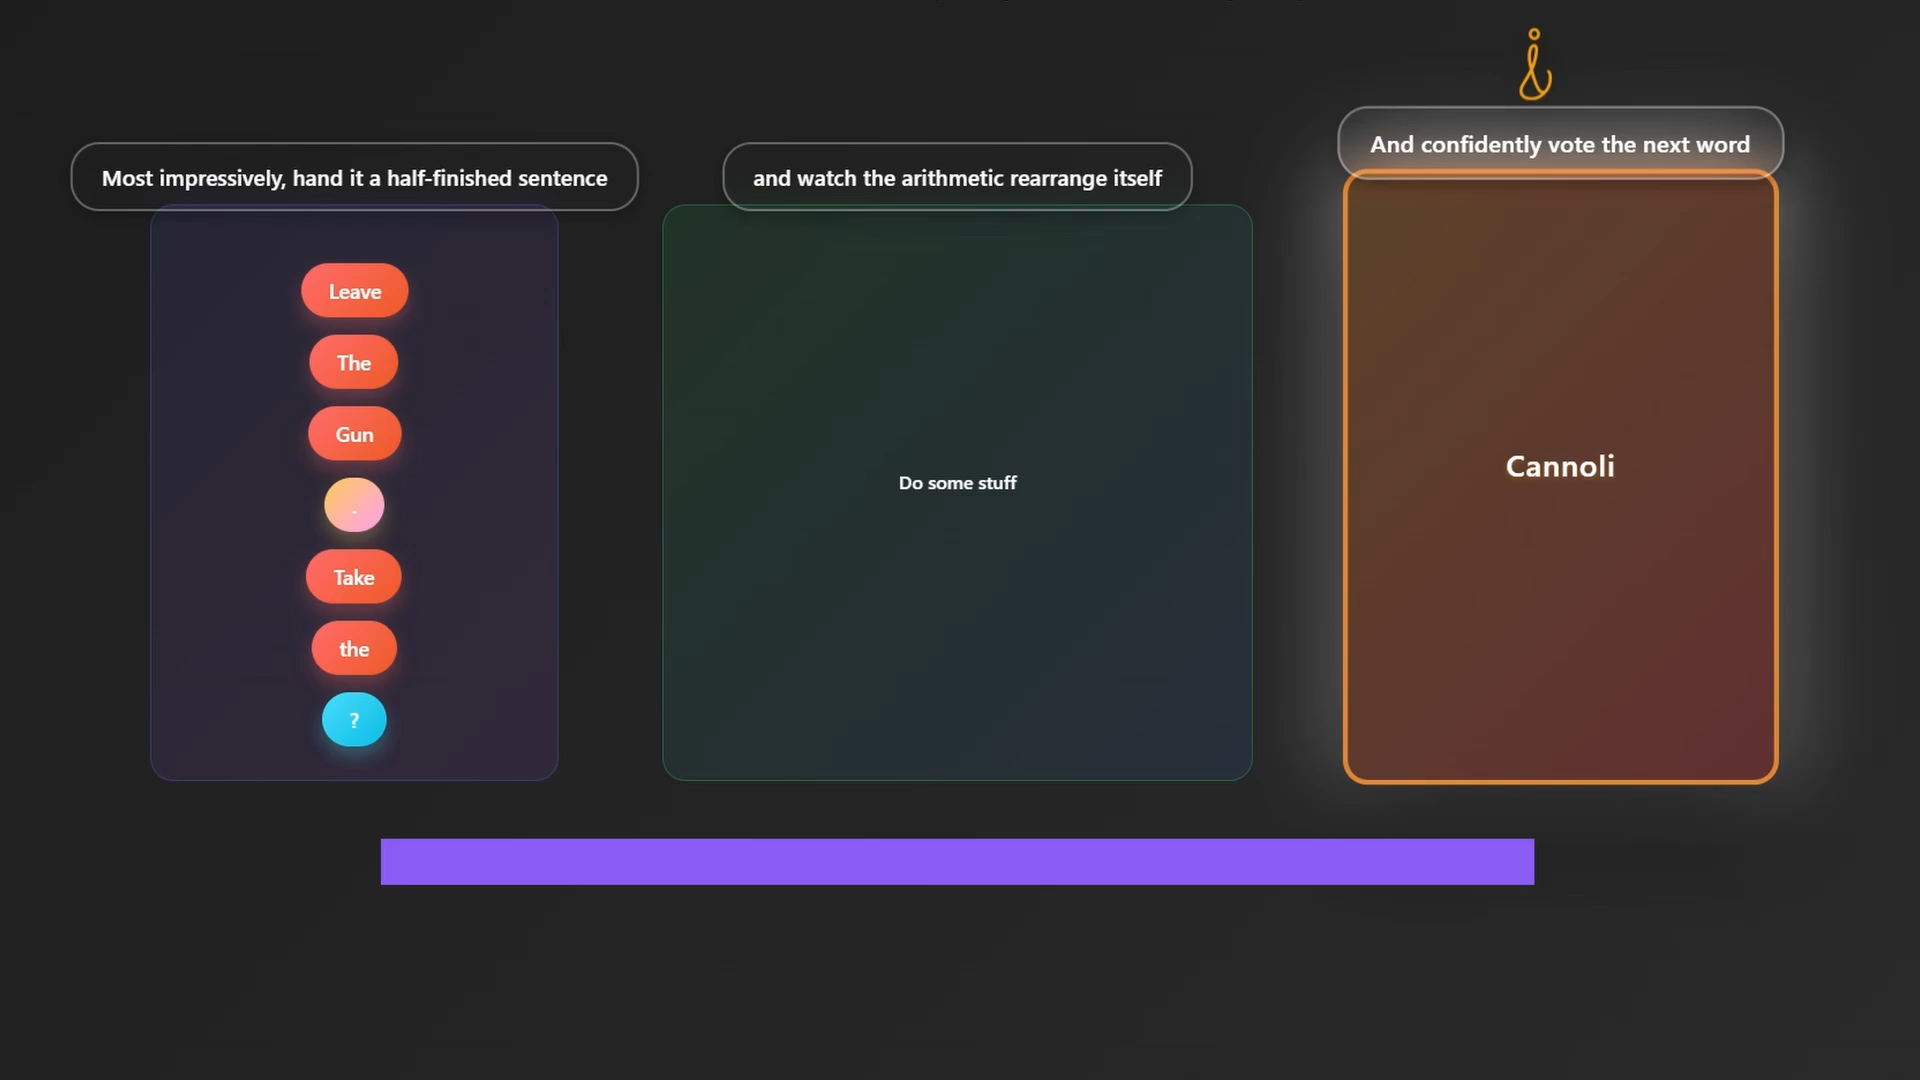 Most impressively, hand it a half-finished sentence
Leave
The
Gun
.
Take
the
?
and watch the arithmetic rearrange itself
Do some stuff
And confidently vote the next word
Cannoli